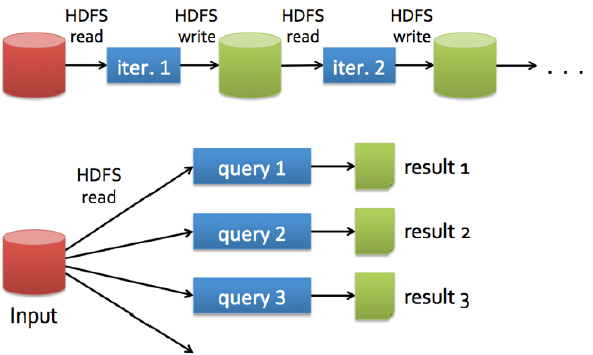 HDFS read
HDFS write
HDFS read
HDFS write
iter. 1
iter. 2
. . .
HDFS read
query 1
result 1
query 2
result 2
query 3
result 3
Input